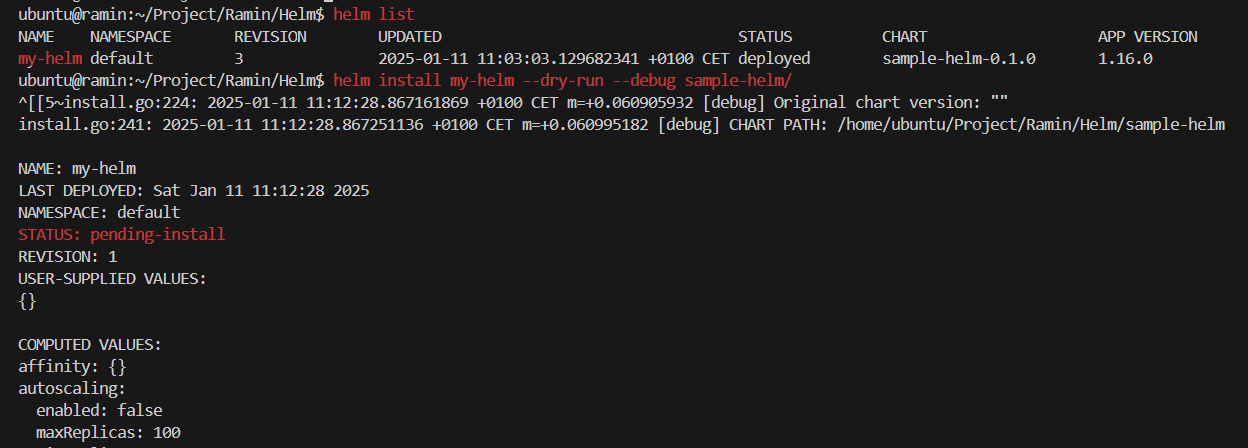 ubuntu@ramin:~/Project/Ramin/Helm$ helm list
NAME NAMESPACE REVISION UPDATED STATUS CHART APP VERSION
my-helm default 3 2025-01-11 11:03:03.129682341 +0100 CET deployed sample-helm-0.1.0 1.16.0
ubuntu@ramin:~/Project/Ramin/Helm$ helm install my-helm --dry-run --debug sample-helm/
^[[5~install.go:224: 2025-01-11 11:12:28.867161869 +0100 CET m=+0.060905932 [debug] Original chart version: ""
install.go:241: 2025-01-11 11:12:28.867251136 +0100 CET m=+0.060995182 [debug] CHART PATH: /home/ubuntu/Project/Ramin/Helm/sample-helm
NAME: my-helm
LAST DEPLOYED: Sat Jan 11 11:12:28 2025
NAMESPACE: default
STATUS: pending-install
REVISION: 1
USER-SUPPLIED VALUES:
{}
COMPUTED VALUES:
affinity: {}
autoscaling:
enabled: false
maxReplicas: 100